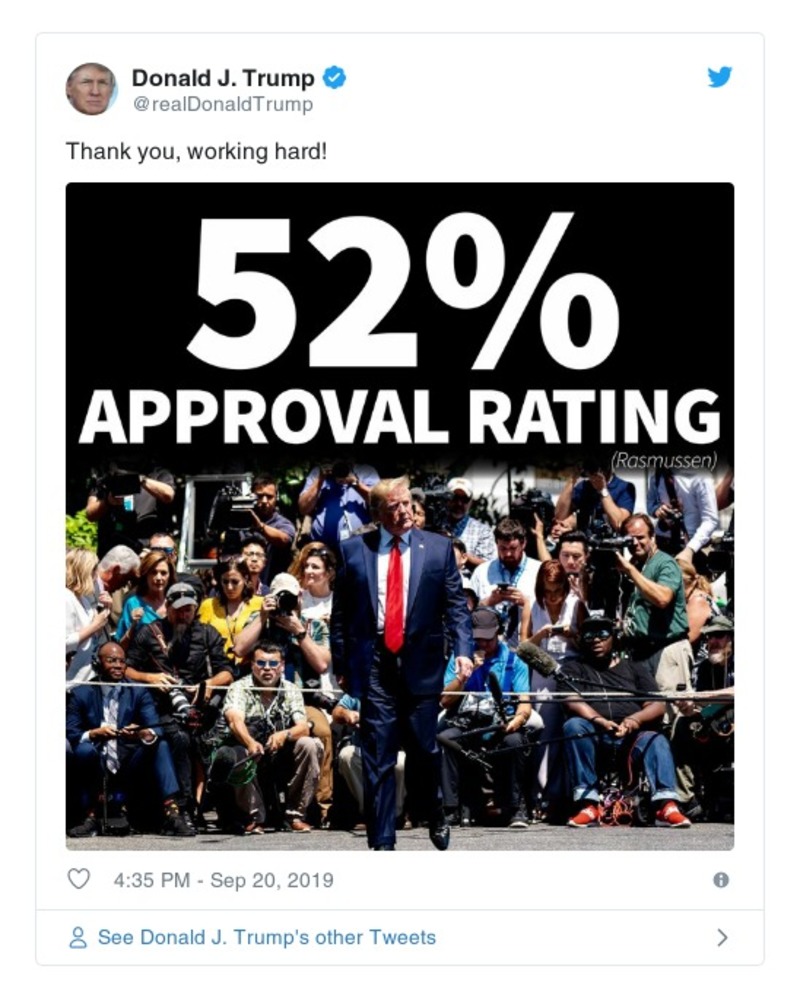 Donald J. Trump
@realDonaldTrump
Thank you, working hard!
52%
APPROVAL RATING
(Rasmussen)
4:35 PM - Sep 20, 2019
See Donald J. Trump's other Tweets